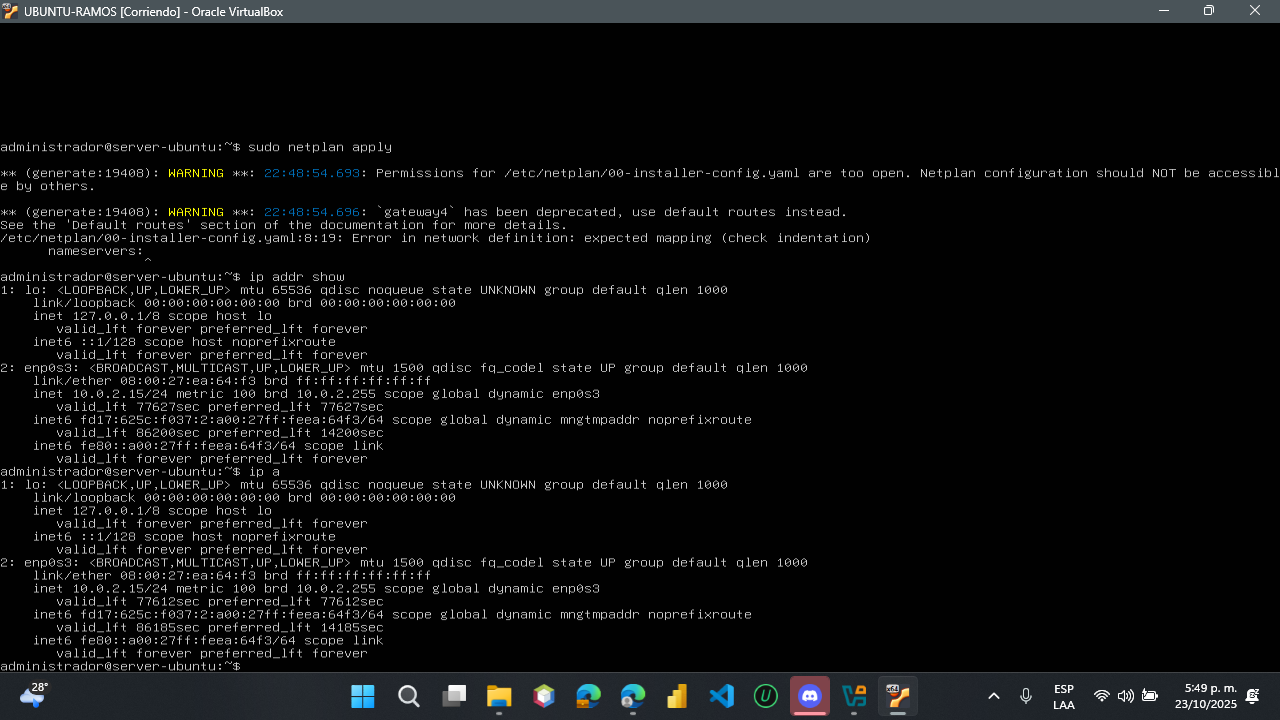 UBUNTU-RAMOS [Corriendo] - Oracle VirtualBox
administrador@server-ubuntu:~$ sudo netplan apply
** (generate:19408): WARNING **: 22:48:54.693: Permissions for /etc/netplan/00-installer-config.yaml are too open. Netplan configuration should NOT be accessibl
e by others.
** (generate:19408): WARNING **: 22:48:54.696: `gateway4` has been deprecated, use default routes instead.
See the 'Default routes' section of the documentation for more details.
/etc/netplan/00-installer-config.yaml:8:19: Error in network definition: expected mapping (check indentation)
      nameservers:
                  ^
administrador@server-ubuntu:~$ ip addr show
1: lo: <LOOPBACK,UP,LOWER_UP> mtu 65536 qdisc noqueue state UNKNOWN group default qlen 1000
    link/loopback 00:00:00:00:00:00 brd 00:00:00:00:00:00
    inet 127.0.0.1/8 scope host lo
       valid_lft forever preferred_lft forever
    inet6 ::1/128 scope host noprefixroute
       valid_lft forever preferred_lft forever
2: enp0s3: <BROADCAST,MULTICAST,UP,LOWER_UP> mtu 1500 qdisc fq_codel state UP group default qlen 1000
    link/ether 08:00:27:ea:64:f3 brd ff:ff:ff:ff:ff:ff
    inet 10.0.2.15/24 metric 100 brd 10.0.2.255 scope global dynamic enp0s3
       valid_lft 77627sec preferred_lft 77627sec
    inet6 fd17:625c:f037:2:a00:27ff:feea:64f3/64 scope global dynamic mngtmpaddr noprefixroute
       valid_lft 86200sec preferred_lft 14200sec
    inet6 fe80::a00:27ff:feea:64f3/64 scope link
       valid_lft forever preferred_lft forever
administrador@server-ubuntu:~$ ip a
1: lo: <LOOPBACK,UP,LOWER_UP> mtu 65536 qdisc noqueue state UNKNOWN group default qlen 1000
    link/loopback 00:00:00:00:00:00 brd 00:00:00:00:00:00
    inet 127.0.0.1/8 scope host lo
       valid_lft forever preferred_lft forever
    inet6 ::1/128 scope host noprefixroute
       valid_lft forever preferred_lft forever
2: enp0s3: <BROADCAST,MULTICAST,UP,LOWER_UP> mtu 1500 qdisc fq_codel state UP group default qlen 1000
    link/ether 08:00:27:ea:64:f3 brd ff:ff:ff:ff:ff:ff
    inet 10.0.2.15/24 metric 100 brd 10.0.2.255 scope global dynamic enp0s3
       valid_lft 77612sec preferred_lft 77612sec
    inet6 fd17:625c:f037:2:a00:27ff:feea:64f3/64 scope global dynamic mngtmpaddr noprefixroute
       valid_lft 86185sec preferred_lft 14185sec
    inet6 fe80::a00:27ff:feea:64f3/64 scope link
       valid_lft forever preferred_lft forever
administrador@server-ubuntu:~$
28°
ESP
LAA
5:49 p. m.
23/10/2025